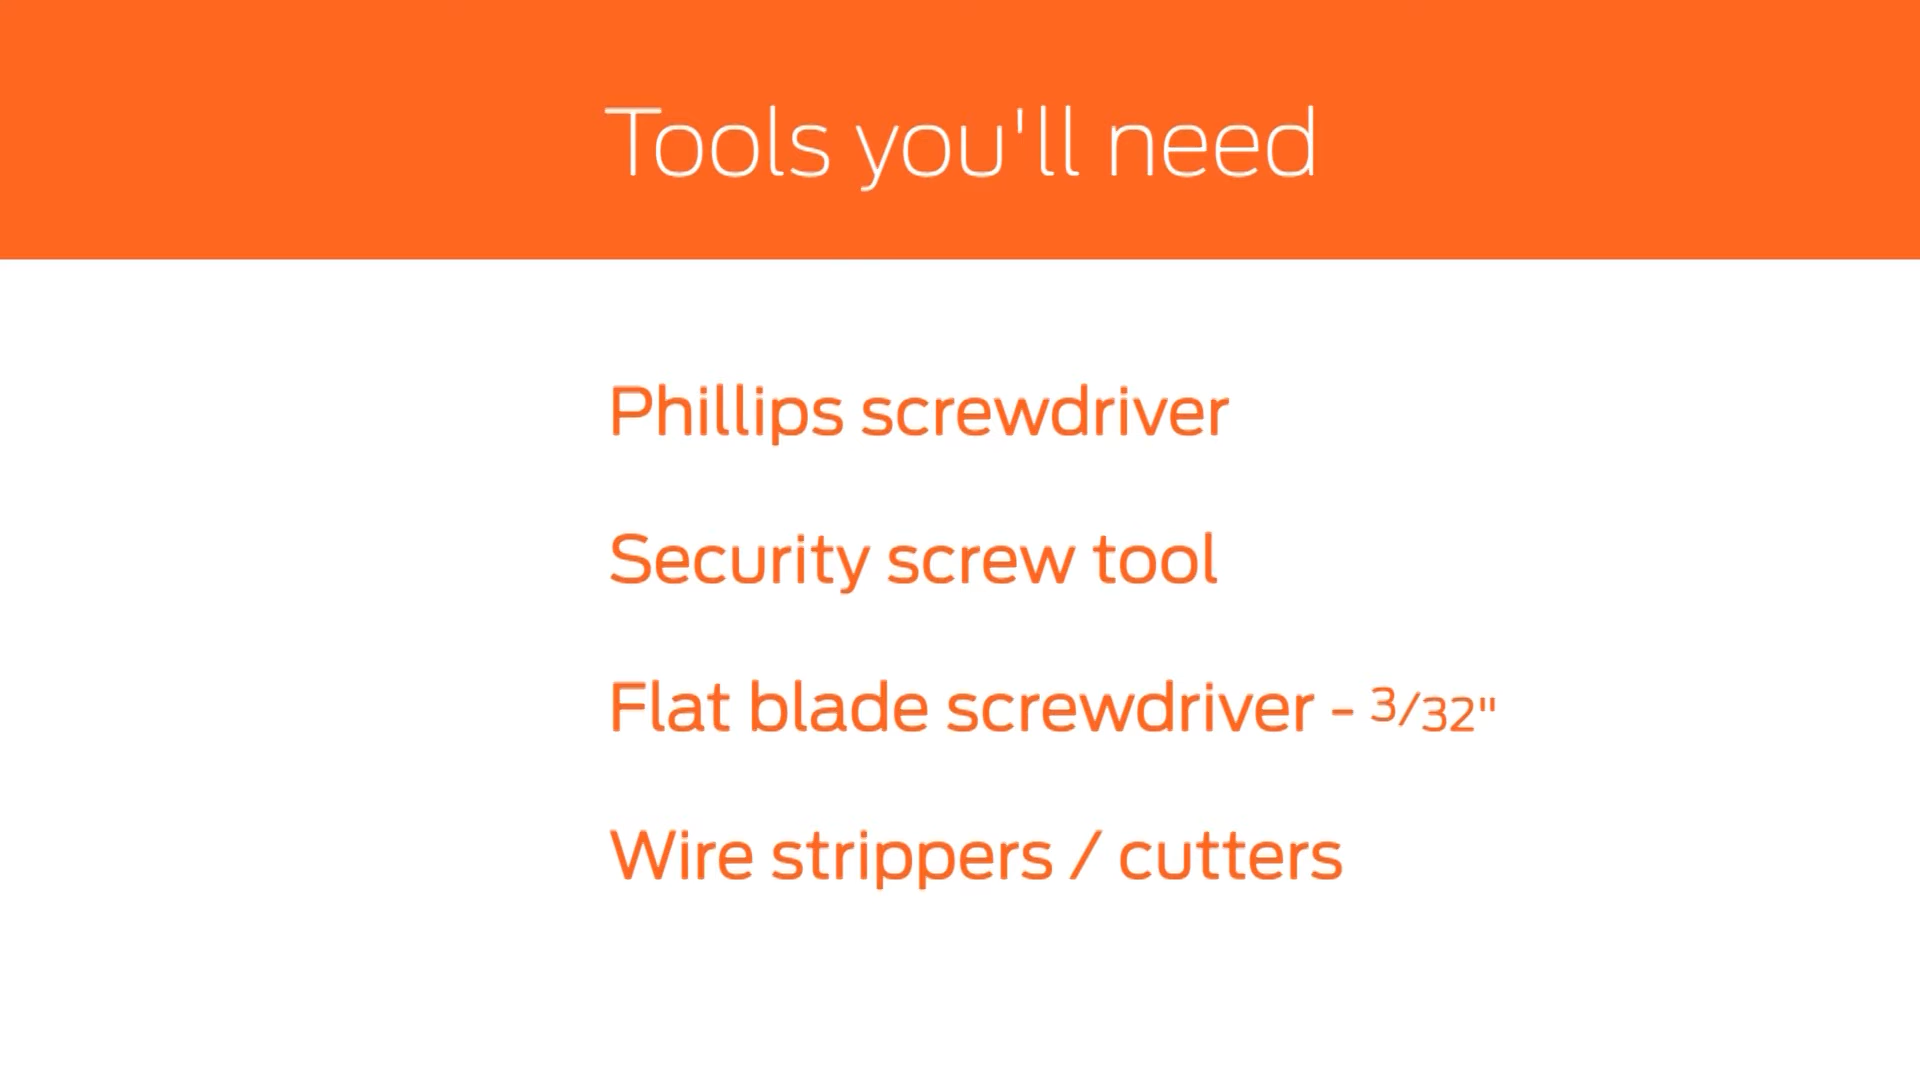 Tools you'll need
Phillips screwdriver
Security screw tool
Flat blade screwdriver - 3/32"
Wire strippers / cutters